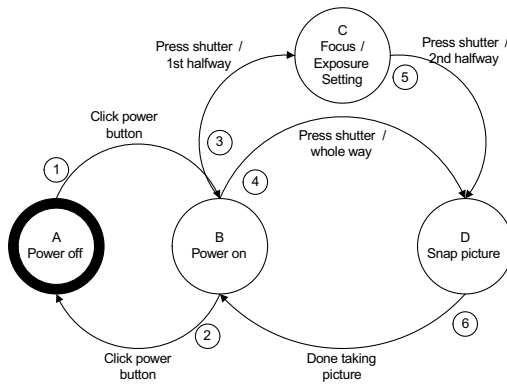 C
Focus /
Exposure
Setting
Press shutter /
1st halfway
5
Press shutter /
2nd halfway
Click power
button
3
Press shutter /
whole way
1
4
A
Power off
B
Power on
D
Snap picture
2
6
Click power
button
Done taking
picture